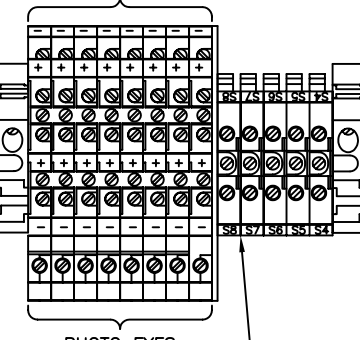 − − − − − − − −
+ + + + + + + +
S8 S7 S6 S5 S4
+ + + + + + + +
− − − − − − − −
S8 S7 S6 S5 S4
PHOTO EYES